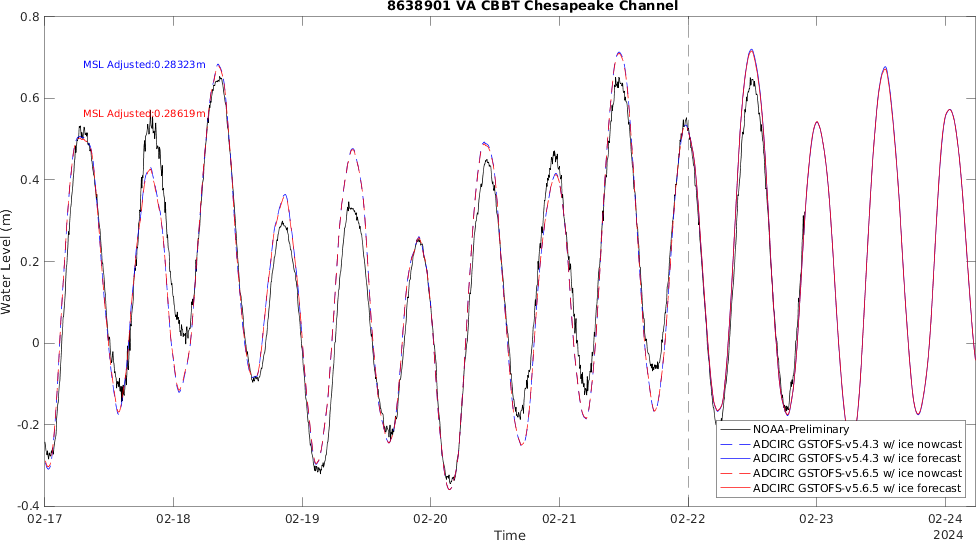 8638901 VA CBBT Chesapeake Channel
0.8
MSL Adjusted:0.28323m
0.6
MSL Adjusted:0.28619m
0.4
0.2
0
-0.2
-0.4
Water Level (m)
NOAA-Preliminary
ADCIRC GSTOFS-v5.4.3 w/ ice nowcast
ADCIRC GSTOFS-v5.4.3 w/ ice forecast
ADCIRC GSTOFS-v5.6.5 w/ ice nowcast
ADCIRC GSTOFS-v5.6.5 w/ ice forecast
02-17 02-18 02-19 02-20 02-21 02-22 02-23 02-24
Time
2024